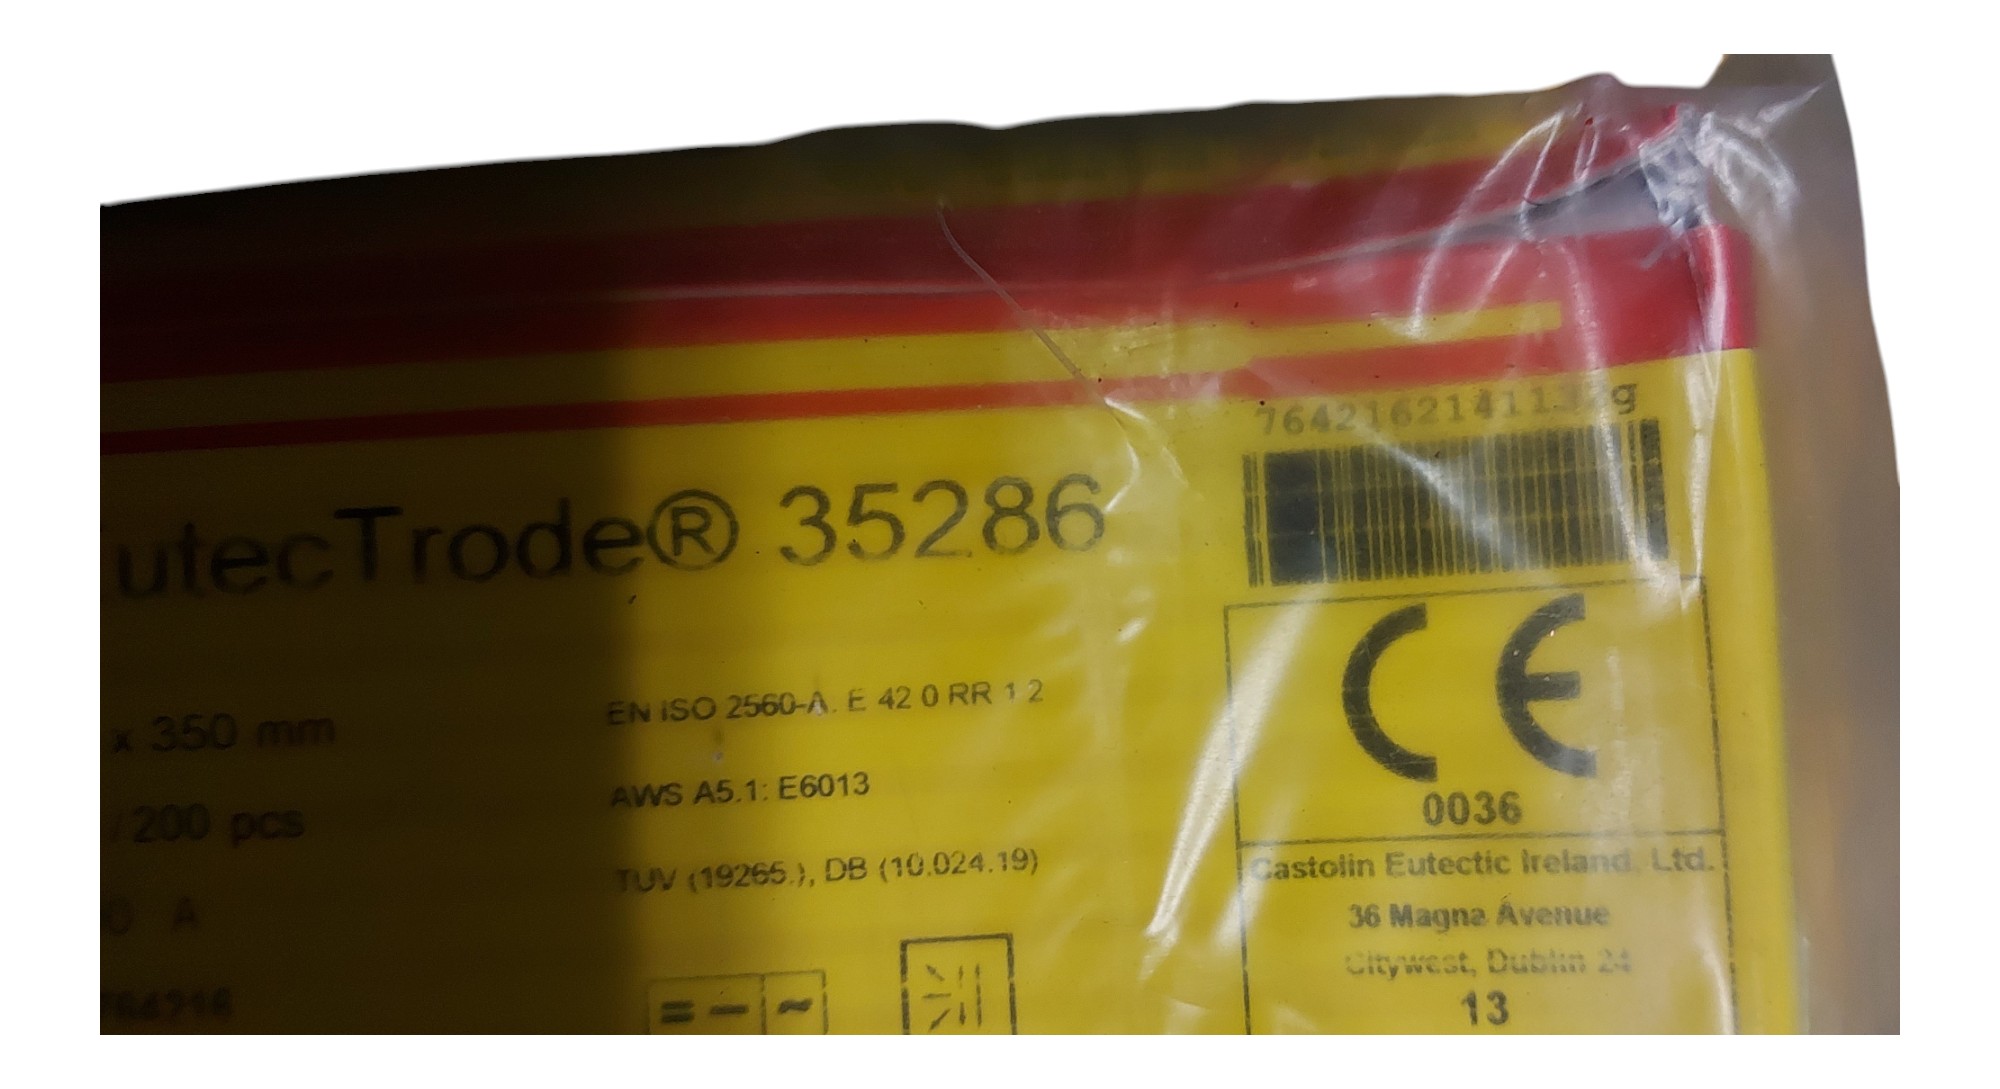 utecTrode® 35286
x 350 mm
/ 200 pcs
A
EN ISO 2560-A: E 42 0 RR 1 2
AWS A5.1: E6013
TUV (19265.), DB (10.024.19)
= – ~
CE
0036
Castolin Eutectic Ireland, Ltd.
36 Magna Avenue
Citywest, Dublin 24
13